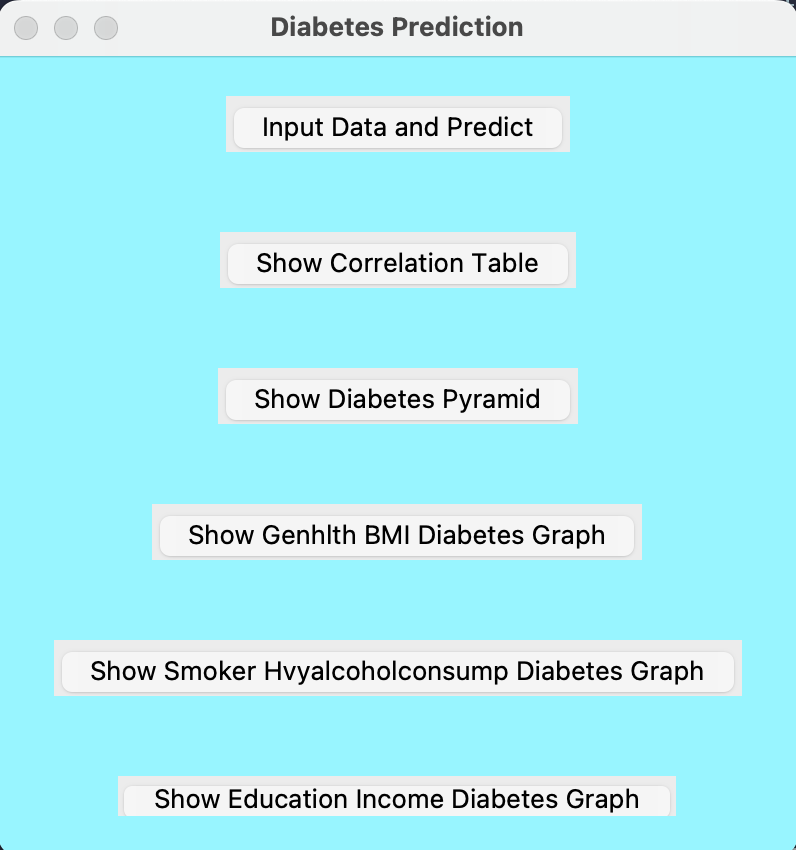 Diabetes Prediction
Input Data and Predict
Show Correlation Table
Show Diabetes Pyramid
Show Genhlth BMI Diabetes Graph
Show Smoker Hvyalcoholconsump Diabetes Graph
Show Education Income Diabetes Graph